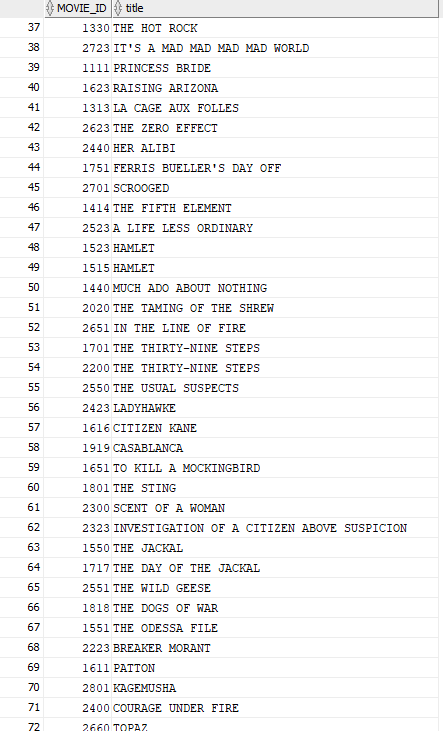 MOVIE_ID title
37 1330 THE HOT ROCK
38 2723 IT'S A MAD MAD MAD MAD WORLD
39 1111 PRINCESS BRIDE
40 1623 RAISING ARIZONA
41 1313 LA CAGE AUX FOLLES
42 2623 THE ZERO EFFECT
43 2440 HER ALIBI
44 1751 FERRIS BUELLER'S DAY OFF
45 2701 SCROOGED
46 1414 THE FIFTH ELEMENT
47 2523 A LIFE LESS ORDINARY
48 1523 HAMLET
49 1515 HAMLET
50 1440 MUCH ADO ABOUT NOTHING
51 2020 THE TAMING OF THE SHREW
52 2651 IN THE LINE OF FIRE
53 1701 THE THIRTY-NINE STEPS
54 2200 THE THIRTY-NINE STEPS
55 2550 THE USUAL SUSPECTS
56 2423 LADYHAWKE
57 1616 CITIZEN KANE
58 1919 CASABLANCA
59 1651 TO KILL A MOCKINGBIRD
60 1801 THE STING
61 2300 SCENT OF A WOMAN
62 2323 INVESTIGATION OF A CITIZEN ABOVE SUSPICION
63 1550 THE JACKAL
64 1717 THE DAY OF THE JACKAL
65 2551 THE WILD GEESE
66 1818 THE DOGS OF WAR
67 1551 THE ODESSA FILE
68 2223 BREAKER MORANT
69 1611 PATTON
70 2801 KAGEMUSHA
71 2400 COURAGE UNDER FIRE
72 2660 TOPAZ